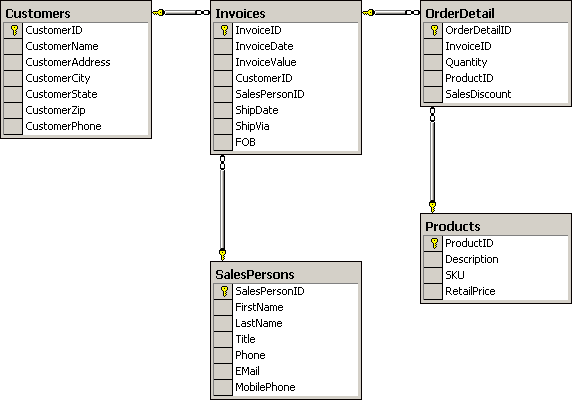 Customers
CustomerID
CustomerName
CustomerAddress
CustomerCity
CustomerState
CustomerZip
CustomerPhone
Invoices
InvoiceID
InvoiceDate
InvoiceValue
CustomerID
SalesPersonID
ShipDate
ShipVia
FOB
OrderDetail
OrderDetailID
InvoiceID
Quantity
ProductID
SalesDiscount
Products
ProductID
Description
SKU
RetailPrice
SalesPersons
SalesPersonID
FirstName
LastName
Title
Phone
EMail
MobilePhone